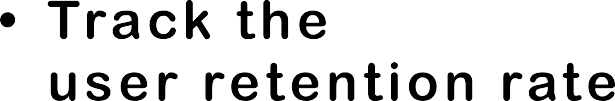 • Track the
user retention rate